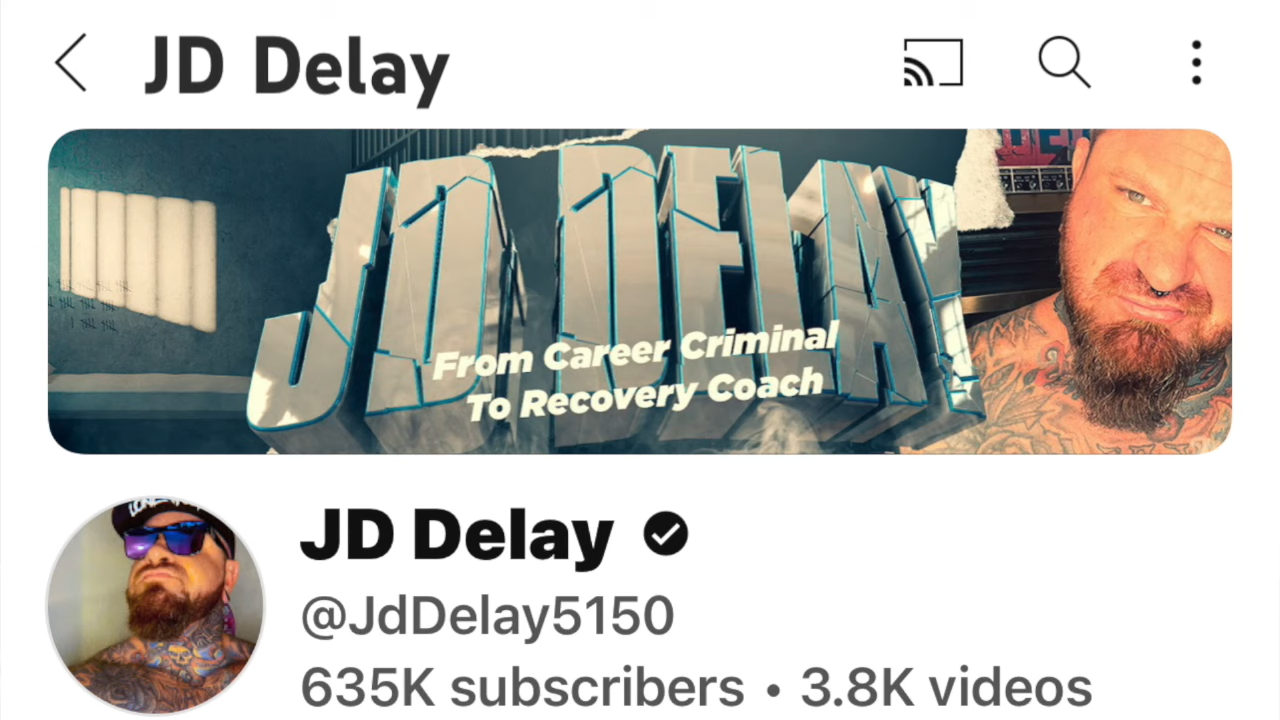 JD Delay
JD DELAY!
From Career Criminal
To Recovery Coach
JD Delay
@JdDelay5150
635K subscribers • 3.8K videos